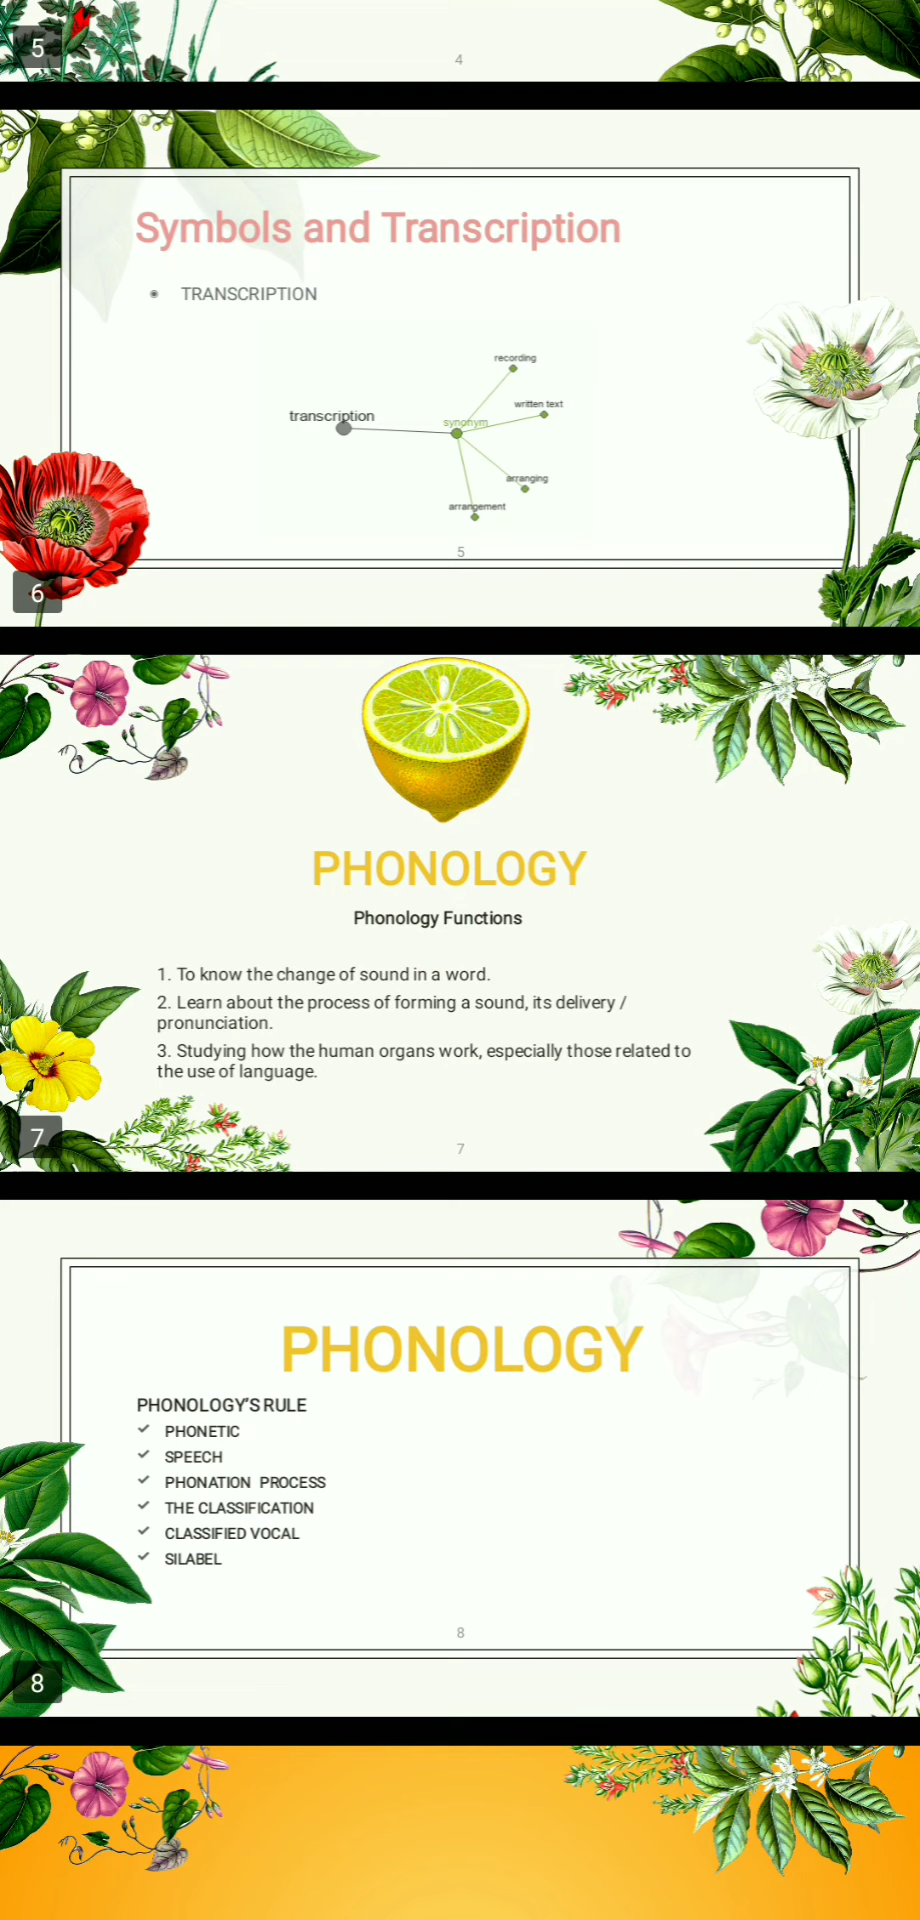 5
4
Symbols and Transcription
TRANSCRIPTION
recording
written text
transcription
synonym
arranging
arrangement
5
6
PHONOLOGY
Phonology Functions
1. To know the change of sound in a word.
2. Learn about the process of forming a sound, its delivery /
pronunciation.
3. Studying how the human organs work, especially those related to
the use of language.
7
7
PHONOLOGY
PHONOLOGY'S RULE
PHONETIC
SPEECH
PHONATION PROCESS
THE CLASSIFICATION
CLASSIFIED VOCAL
SILABEL
8
8